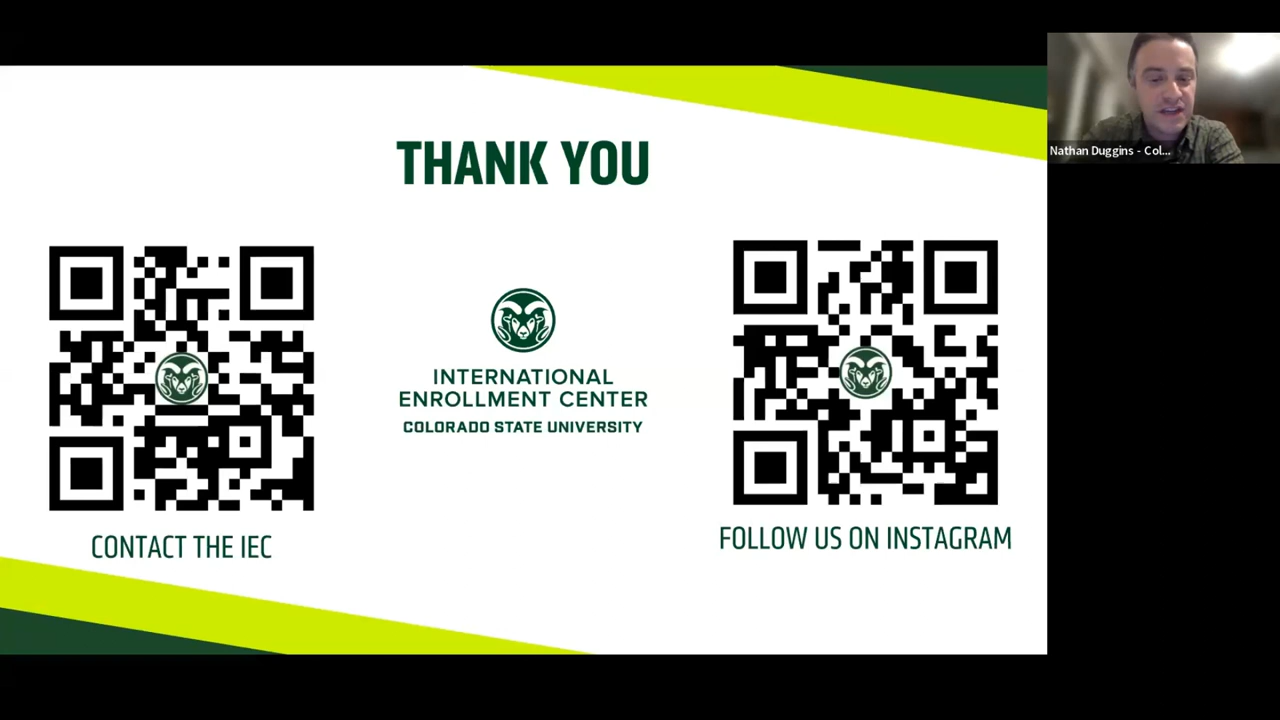 THANK YOU
Nathan Duggins - Col...
INTERNATIONAL
ENROLLMENT CENTER
COLORADO STATE UNIVERSITY
CONTACT THE IEC
FOLLOW US ON INSTAGRAM